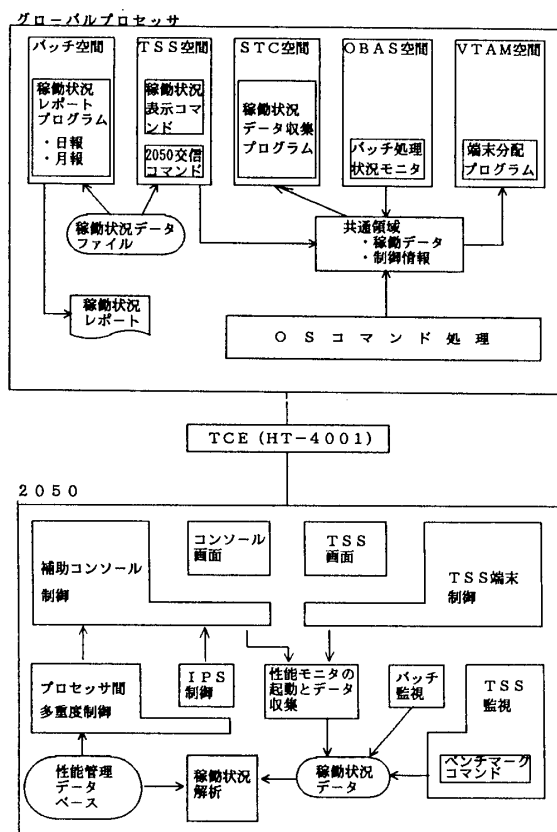 グローバルプロセッサ
バッチ空間
稼働状況
レポート
プログラム
・日報
・月報
TSS空間
稼働状況
表示コマ
ンド
2050交信
コマンド
STC空間
稼働状況
データ収集
プログラム
OBAS空間
バッチ処理
状況モニタ
VTAM空間
端末分配
プログラム
稼働状況データ
ファイル
共通領域
・稼働データ
・制御情報
稼働状況
レポート
OSコマンド処理
TCE(HT-4001)
2050
補助コンソール
制御
コンソール
画面
TSS
画面
TSS端末
制御
プロセッサ間
多重度制御
IPS
制御
性能モニタの
起動とデータ
収集
バッチ
監視
TSS
監視
ベンチマーク
コマンド
性能管理
データ
ベース
稼働状況
解析
稼働状況
データ